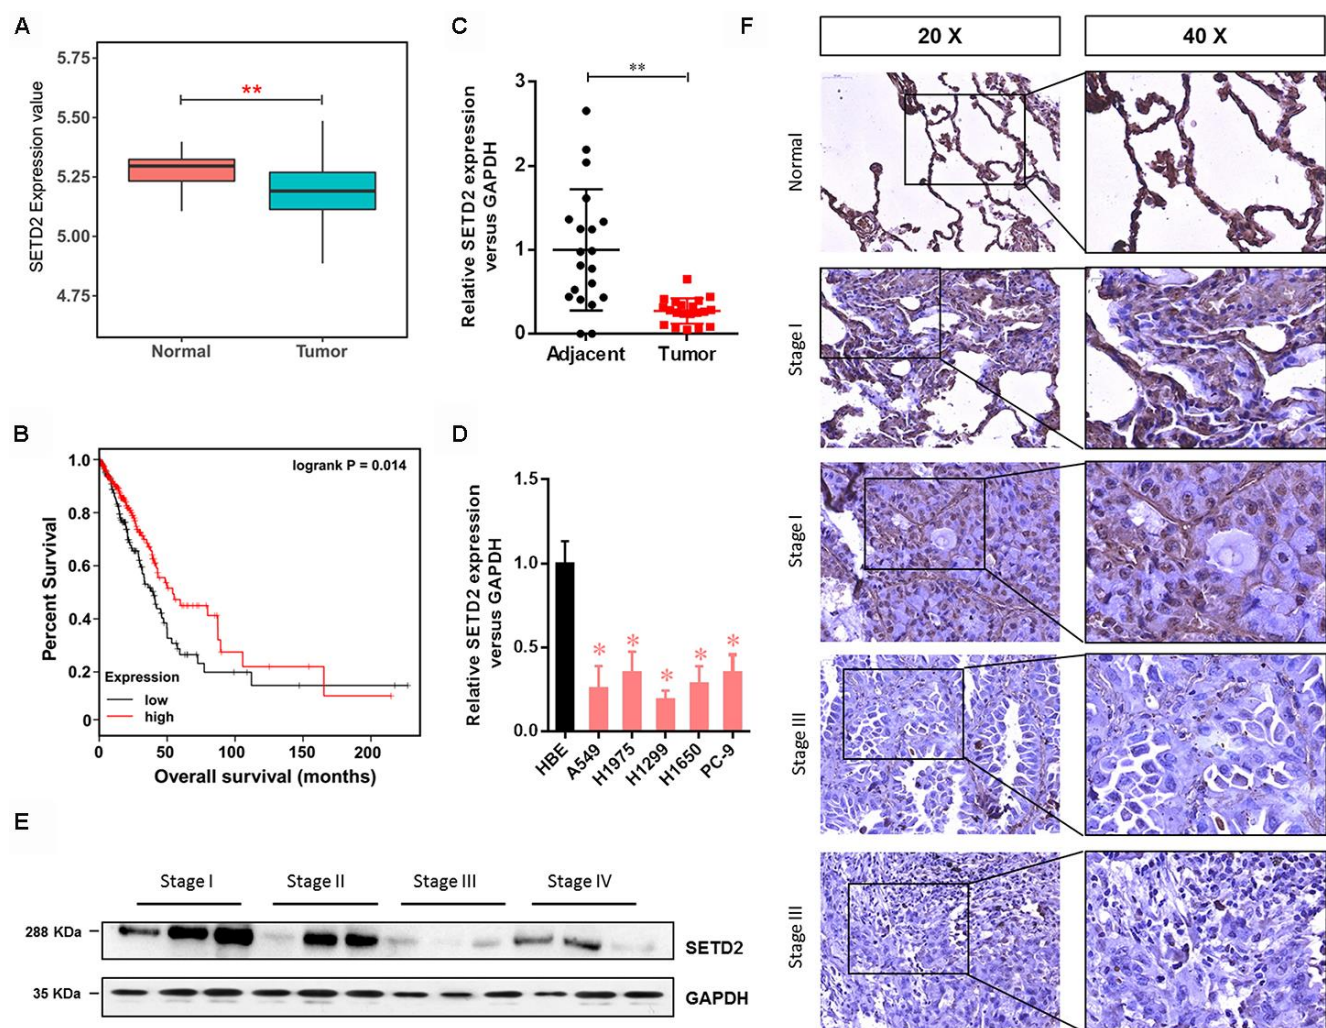 A
SETD2 Expression value
5.75
5.50
5.25
5.00
4.75
**
Normal
Tumor
B
Percent Survival
1.0
0.8
0.6
0.4
0.2
0
logrank P = 0.014
Expression
low
high
0
50
100
150
200
Overall survival (months)
C
Relative SETD2 expression
versus GAPDH
3
2
1
0
**
Adjacent
Tumor
D
Relative SETD2 expression
versus GAPDH
1.5
1.0
0.5
0.0
* * * * *
HBE
A549
H1975
H1299
H1650
PC-9
E
Stage I
Stage II
Stage III
Stage IV
288 KDa
SETD2
35 KDa
GAPDH
F
20 X
40 X
Normal
Stage I
Stage I
Stage III
Stage III